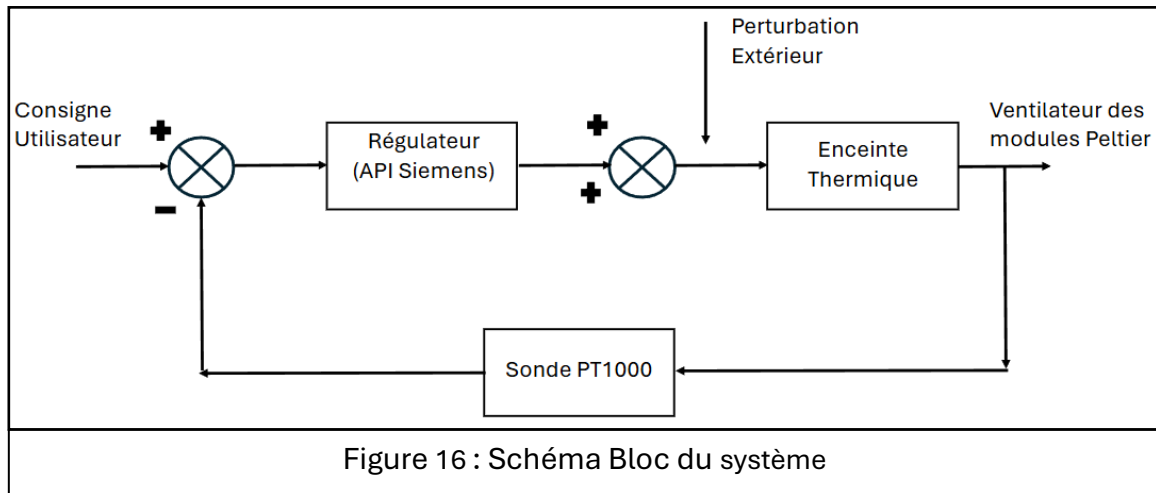 Perturbation
Extérieur
Consigne
Utilisateur
+
−
Régulateur
(API Siemens)
+
+
Enceinte
Thermique
Ventilateur des
modules Peltier
Sonde PT1000
Figure 16 : Schéma Bloc du système